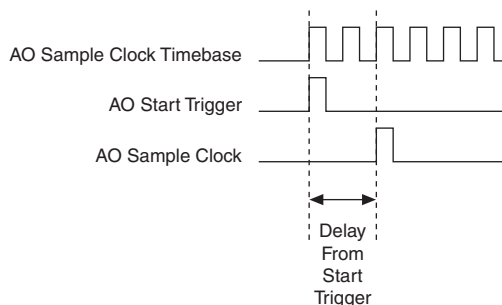 AO Sample Clock Timebase
AO Start Trigger
AO Sample Clock
Delay
From
Start
Trigger